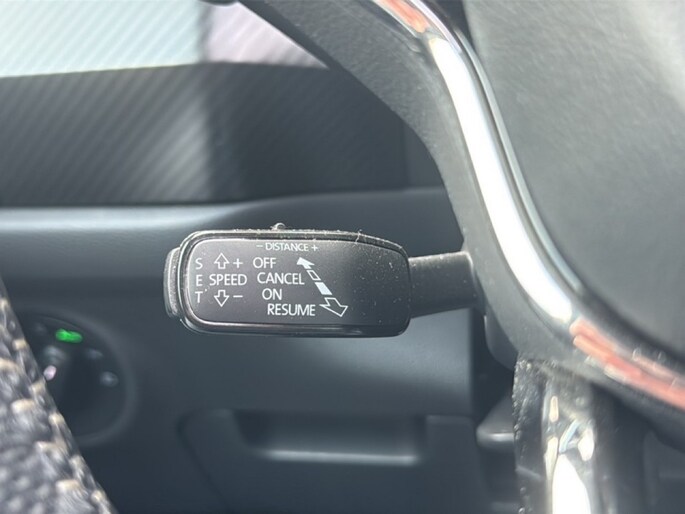 - DISTANCE +
S ⇧ + OFF
E SPEED CANCEL
T ⇩ - ON
RESUME